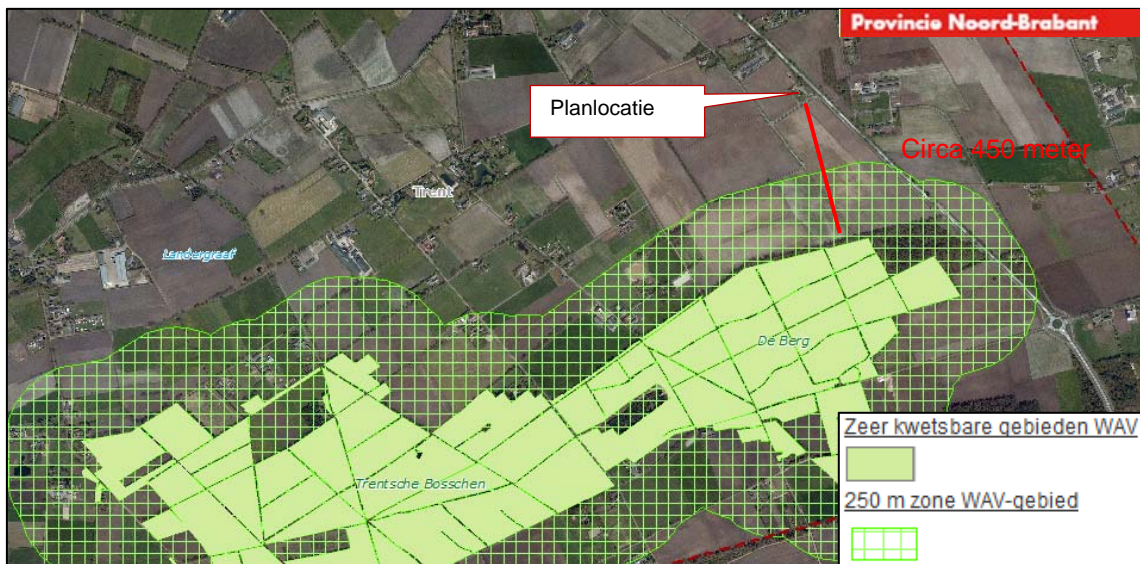 Provincie Noord-Brabant
Planlocatie
Circa 450 meter
Trent
Landergraaf
De Berg
Trentsche Bosschen
Zeer kwetsbare gebieden WAV
250 m zone WAV-gebied